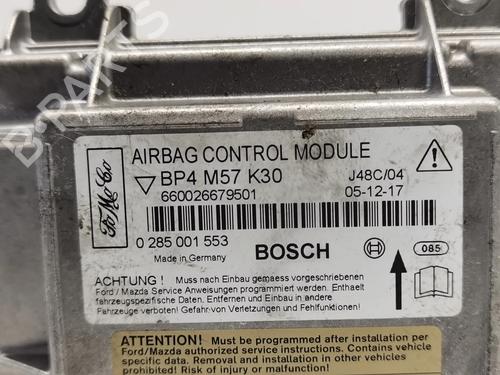 B-PARTS
FoMoCo
AIRBAG CONTROL MODULE
BP4 M57 K30
J48C/04
660026679501
05-12-17
0 285 001 553
BOSCH
085
Made in Germany
ACHTUNG! Muss nach Einbau gemaess vorgeschriebenen
Ford / Mazda Service Anweisungen programmiert werden. Enthaelt
fahrzeugspezifische Daten. Entfernen und Einbau in andere
Fahrzeuge verboten! Gefahr von Verletzungen und Fehlfunktionen!
ATTENTION! Must be programmed after installation per
Ford/Mazda authorized service instructions. Contains vehicle
specific data. Removal and installation in other vehicles
prohibited! Risk of injury or malfunction!